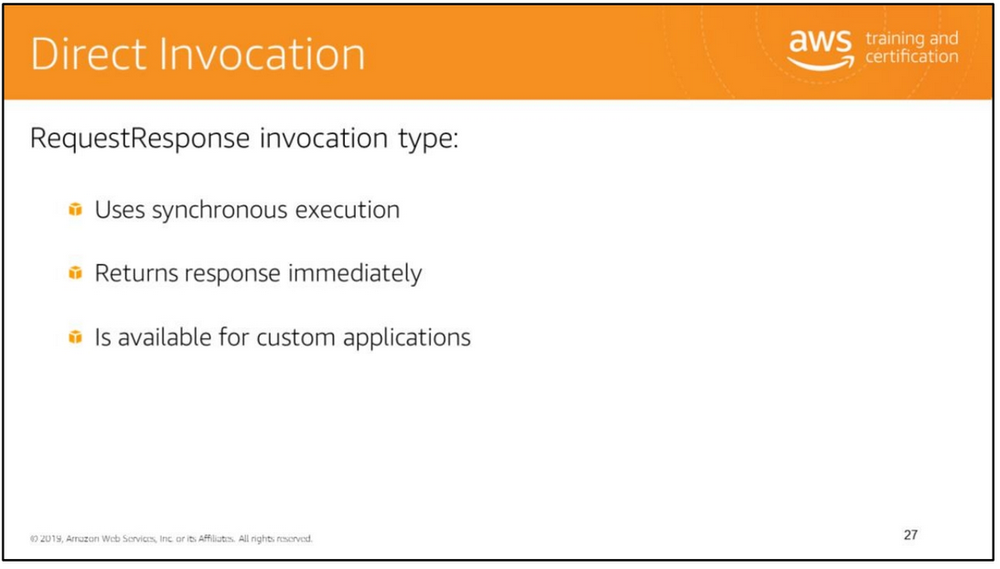 Direct Invocation
aws training and
certification
RequestResponse invocation type:
Uses synchronous execution
Returns response immediately
Is available for custom applications
© 2019, Amazon Web Services, Inc. or its Affiliates. All rights reserved.
27